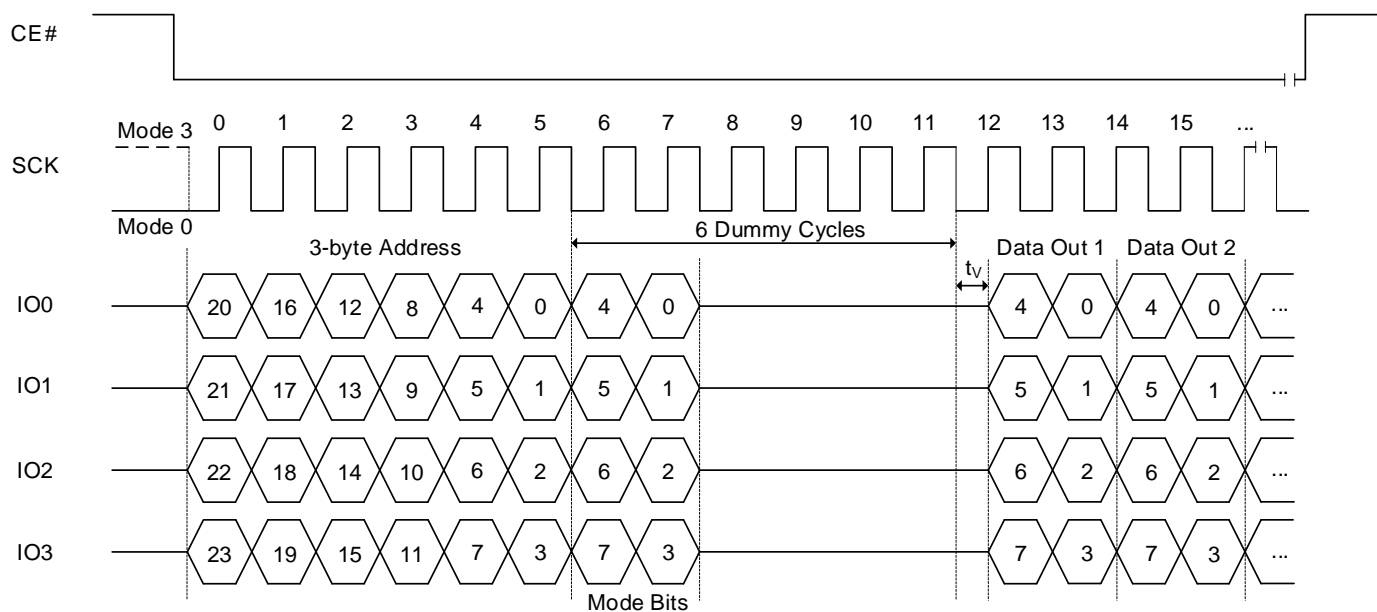 CE#
Mode 3 0 1 2 3 4 5 6 7 8 9 10 11 12 13 14 15 ...
SCK
Mode 0
6 Dummy Cycles
3-byte Address Data Out 1 Data Out 2
tV
IO0 20 16 12 8 4 0 4 0 4 0 4 0 ...
IO1 21 17 13 9 5 1 5 1 5 1 5 1 ...
IO2 22 18 14 10 6 2 6 2 6 2 6 2 ...
IO3 23 19 15 11 7 3 7 3 7 3 7 3 ...
Mode Bits